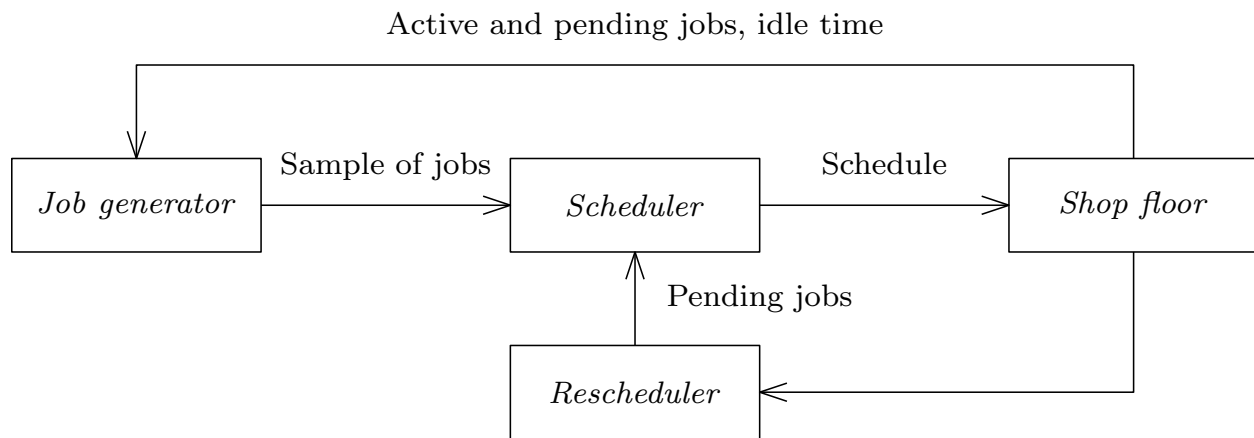 Active and pending jobs, idle time
Sample of jobs
Schedule
Job generator
Scheduler
Shop floor
Pending jobs
Rescheduler